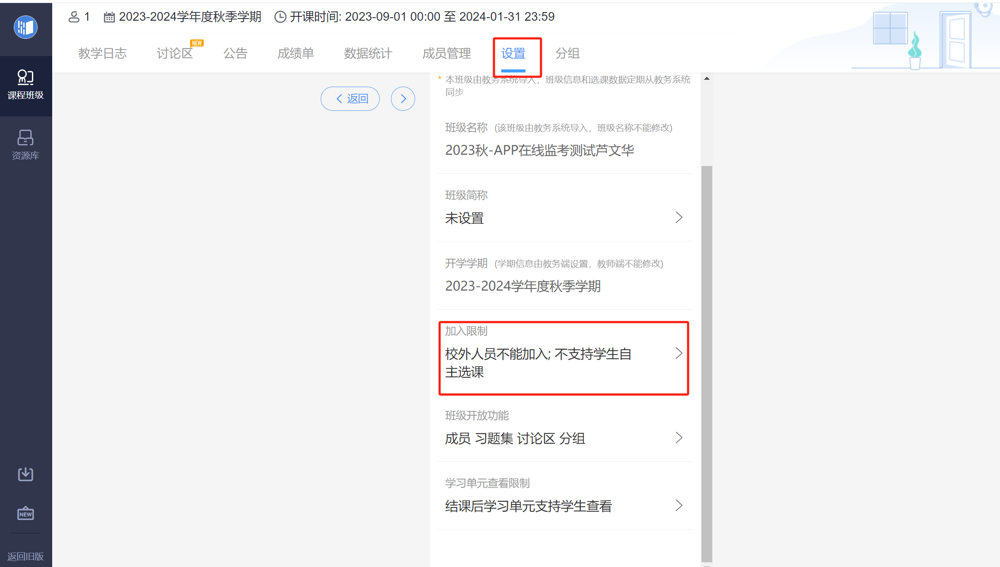 1 2023-2024学年度秋季学期 开课时间: 2023-09-01 00:00 至 2024-01-31 23:59
教学日志 讨论区 NEW 公告 成绩单 数据统计 成员管理 设置 分组
课程班级
资源库
NEW
返回旧版
返回
* 本班级由教务系统导入，班级信息和选课数据定期从教务系统
同步
班级名称 (该班级由教务系统导入，班级名称不能修改)
2023秋-APP在线监考测试芦文华
班级简称
未设置
开学学期 (学期信息由教务端设置，教师端不能修改)
2023-2024学年度秋季学期
加入限制
校外人员不能加入; 不支持学生自
主选课
班级开放功能
成员 习题集 讨论区 分组
学习单元查看限制
结课后学习单元支持学生查看